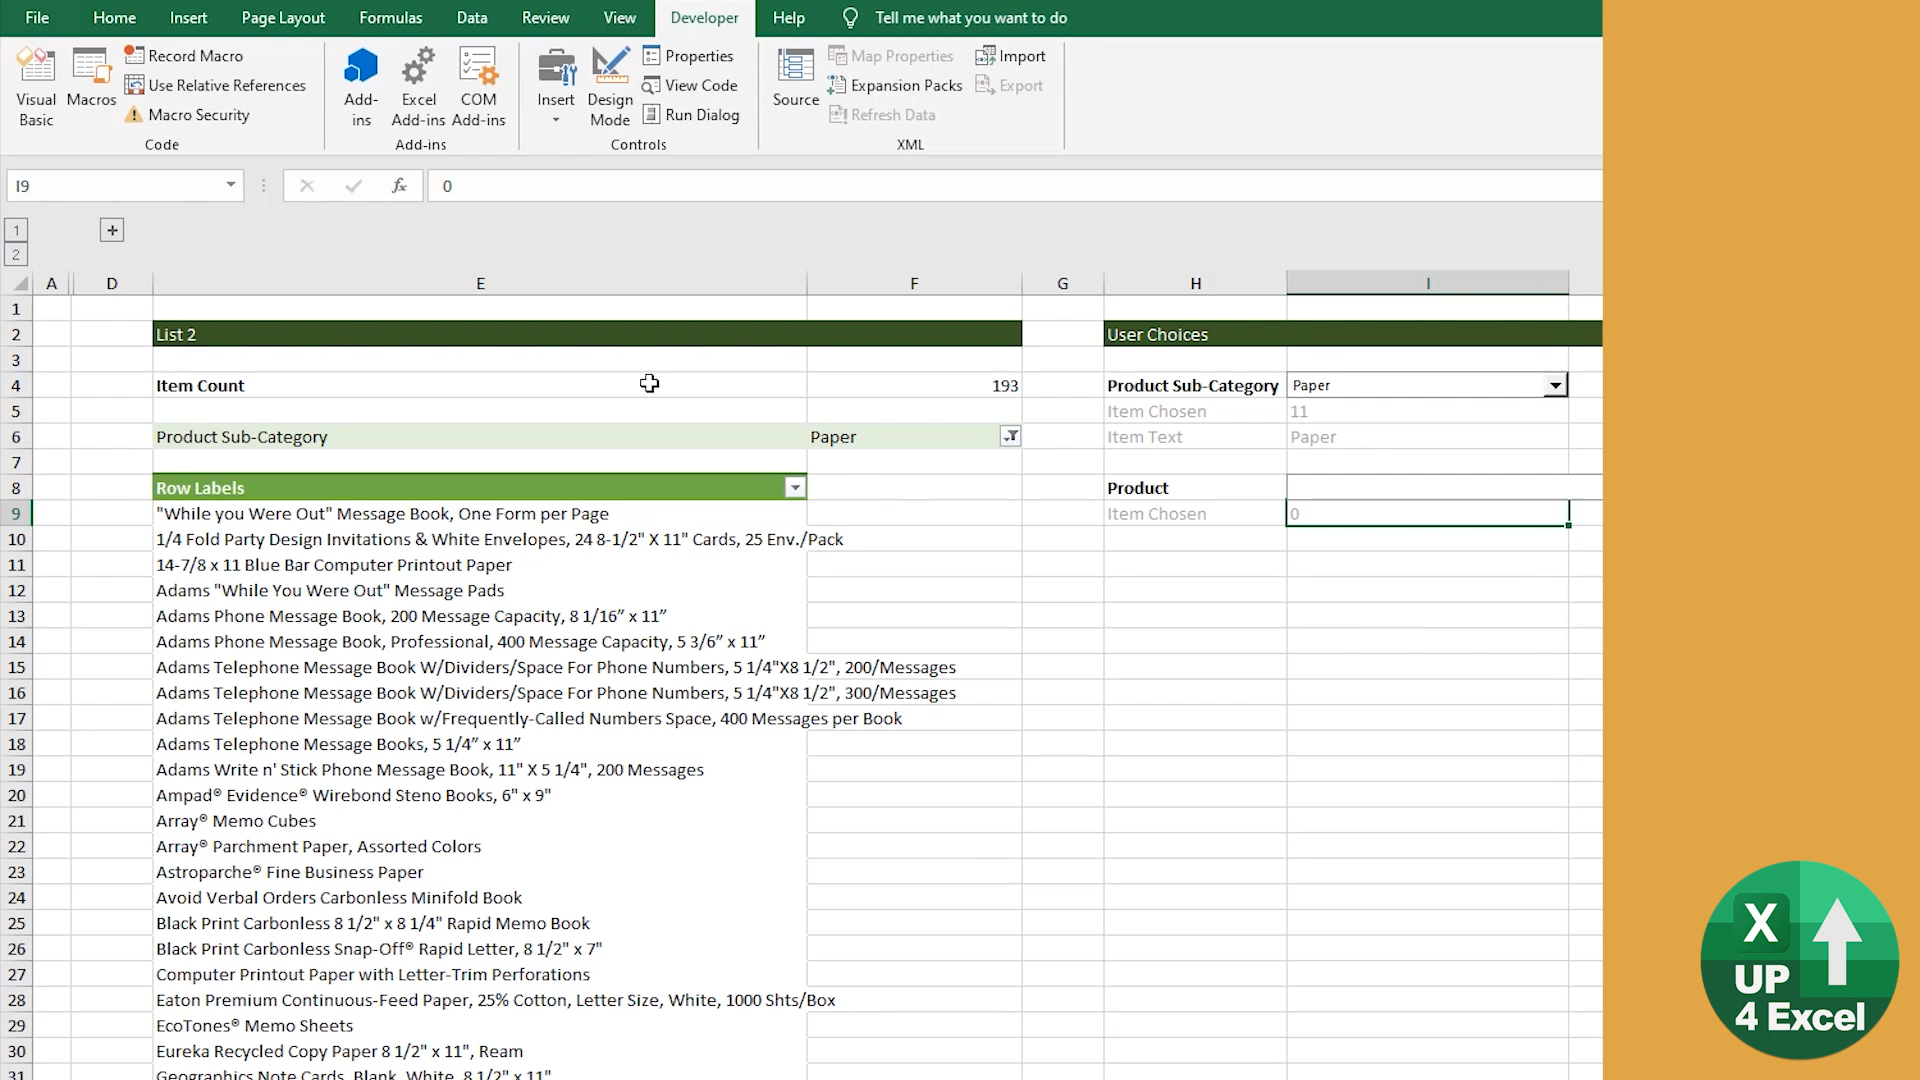 File Home Insert Page Layout Formulas Data Review View Developer Help Tell me what you want to do
Visual Basic
Macros
Record Macro
Use Relative References
Macro Security
Code
Add-ins
Excel Add-ins
COM Add-ins
Add-ins
Insert
Design Mode
Properties
View Code
Run Dialog
Controls
Source
Map Properties
Expansion Packs
Refresh Data
Import
Export
XML
I9 fx 0
1
2
+
A D E F G H I
1
2 List 2 User Choices
3
4 Item Count 193 Product Sub-Category Paper
5 Item Chosen 11
6 Product Sub-Category Paper Item Text Paper
7
8 Row Labels Product
9 "While you Were Out" Message Book, One Form per Page Item Chosen 0
10 1/4 Fold Party Design Invitations & White Envelopes, 24 8-1/2" X 11" Cards, 25 Env./Pack
11 14-7/8 x 11 Blue Bar Computer Printout Paper
12 Adams "While You Were Out" Message Pads
13 Adams Phone Message Book, 200 Message Capacity, 8 1/16” x 11”
14 Adams Phone Message Book, Professional, 400 Message Capacity, 5 3/6” x 11”
15 Adams Telephone Message Book W/Dividers/Space For Phone Numbers, 5 1/4"X8 1/2", 200/Messages
16 Adams Telephone Message Book W/Dividers/Space For Phone Numbers, 5 1/4"X8 1/2", 300/Messages
17 Adams Telephone Message Book w/Frequently-Called Numbers Space, 400 Messages per Book
18 Adams Telephone Message Books, 5 1/4” x 11”
19 Adams Write n' Stick Phone Message Book, 11" X 5 1/4", 200 Messages
20 Ampad® Evidence® Wirebond Steno Books, 6" x 9"
21 Array® Memo Cubes
22 Array® Parchment Paper, Assorted Colors
23 Astroparche® Fine Business Paper
24 Avoid Verbal Orders Carbonless Minifold Book
25 Black Print Carbonless 8 1/2" x 8 1/4" Rapid Memo Book
26 Black Print Carbonless Snap-Off® Rapid Letter, 8 1/2" x 7"
27 Computer Printout Paper with Letter-Trim Perforations
28 Eaton Premium Continuous-Feed Paper, 25% Cotton, Letter Size, White, 1000 Shts/Box
29 EcoTones® Memo Sheets
30 Eureka Recycled Copy Paper 8 1/2" x 11", Ream
31 Geographics Note Cards, Blank, White, 8 1/2" x 11"
X
UP
4 Excel